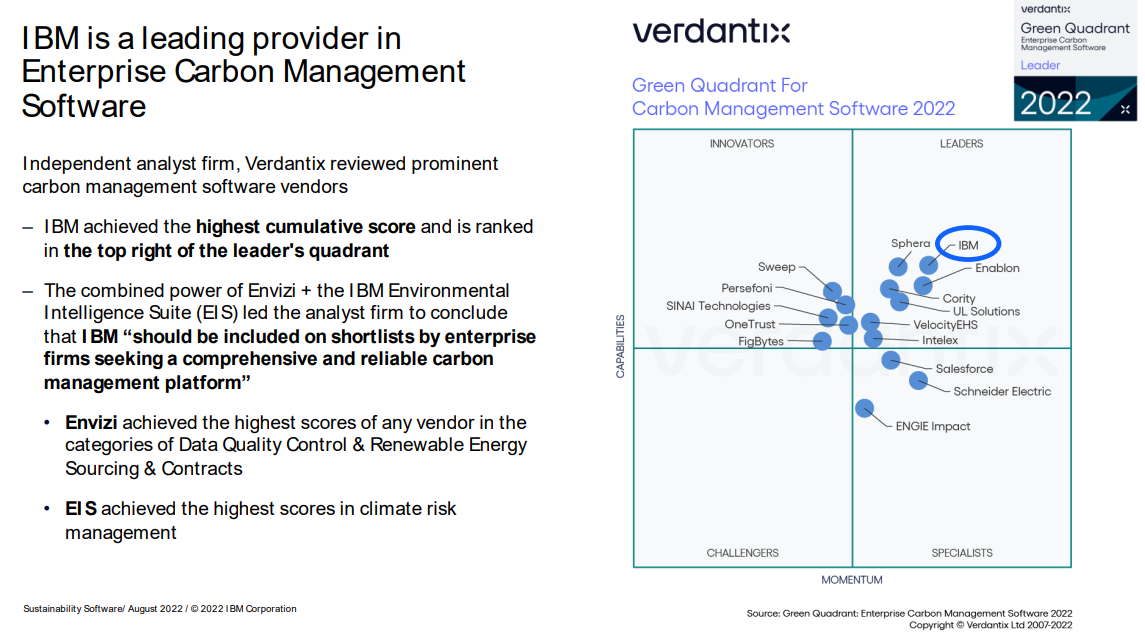 IBM is a leading provider in
Enterprise Carbon Management
Software
Independent analyst firm, Verdantix reviewed prominent
carbon management software vendors
– IBM achieved the highest cumulative score and is ranked
in the top right of the leader's quadrant
– The combined power of Envizi + the IBM Environmental
Intelligence Suite (EIS) led the analyst firm to conclude
that IBM “should be included on shortlists by enterprise
firms seeking a comprehensive and reliable carbon
management platform”
• Envizi achieved the highest scores of any vendor in the
categories of Data Quality Control & Renewable Energy
Sourcing & Contracts
• EIS achieved the highest scores in climate risk
management
Sustainability Software/ August 2022 / © 2022 IBM Corporation
verdantix
Green Quadrant For
Carbon Management Software 2022
verdantix
Green Quadrant
Enterprise Carbon
Management Software
Leader
2022
INNOVATORS
LEADERS
Sphera
IBM
Sweep
Enablon
Persefoni
Cority
SINAI Technologies
UL Solutions
OneTrust
VelocityEHS
FigBytes
Intelex
verdantix
Salesforce
Schneider Electric
ENGIE Impact
CAPABILITIES
CHALLENGERS
SPECIALISTS
MOMENTUM
Source: Green Quadrant: Enterprise Carbon Management Software 2022
Copyright © Verdantix Ltd 2007-2022